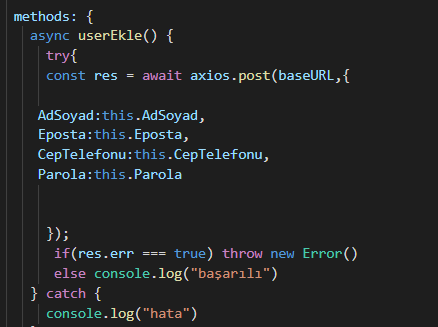 methods: {
async userEkle() {
try{
const res = await axios.post(baseURL,{
AdSoyad:this.AdSoyad,
Eposta:this.Eposta,
CepTelefonu:this.CepTelefonu,
Parola:this.Parola
});
if(res.err === true) throw new Error()
else console.log("başarılı")
} catch {
console.log("hata")